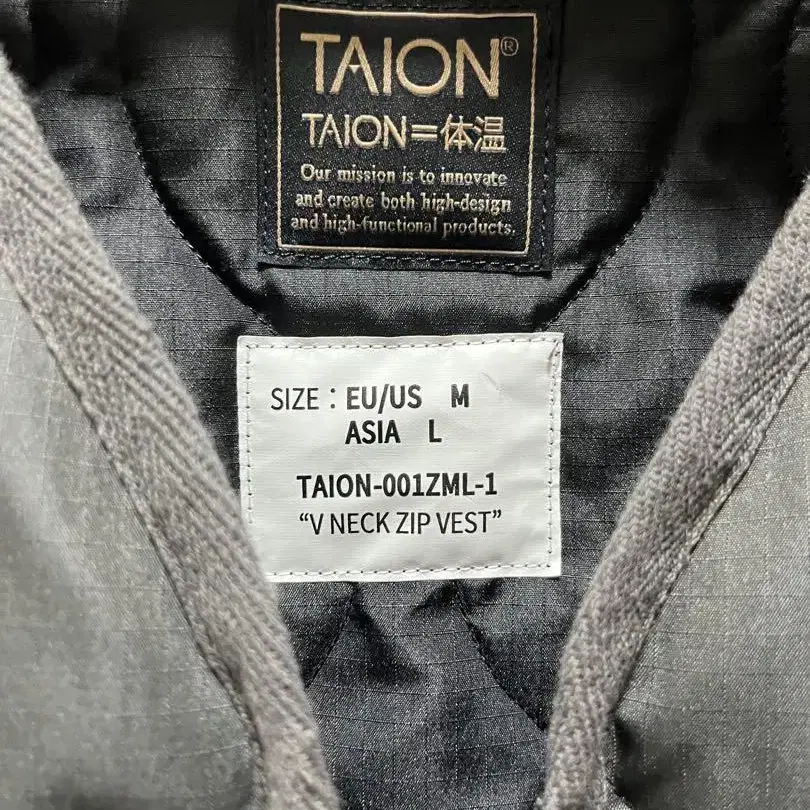 TAION®
TAION=体温
Our mission is to innovate
and create both high-design
and high-functional products.
SIZE : EU/US M
ASIA L
TAION-001ZML-1
“V NECK ZIP VEST”